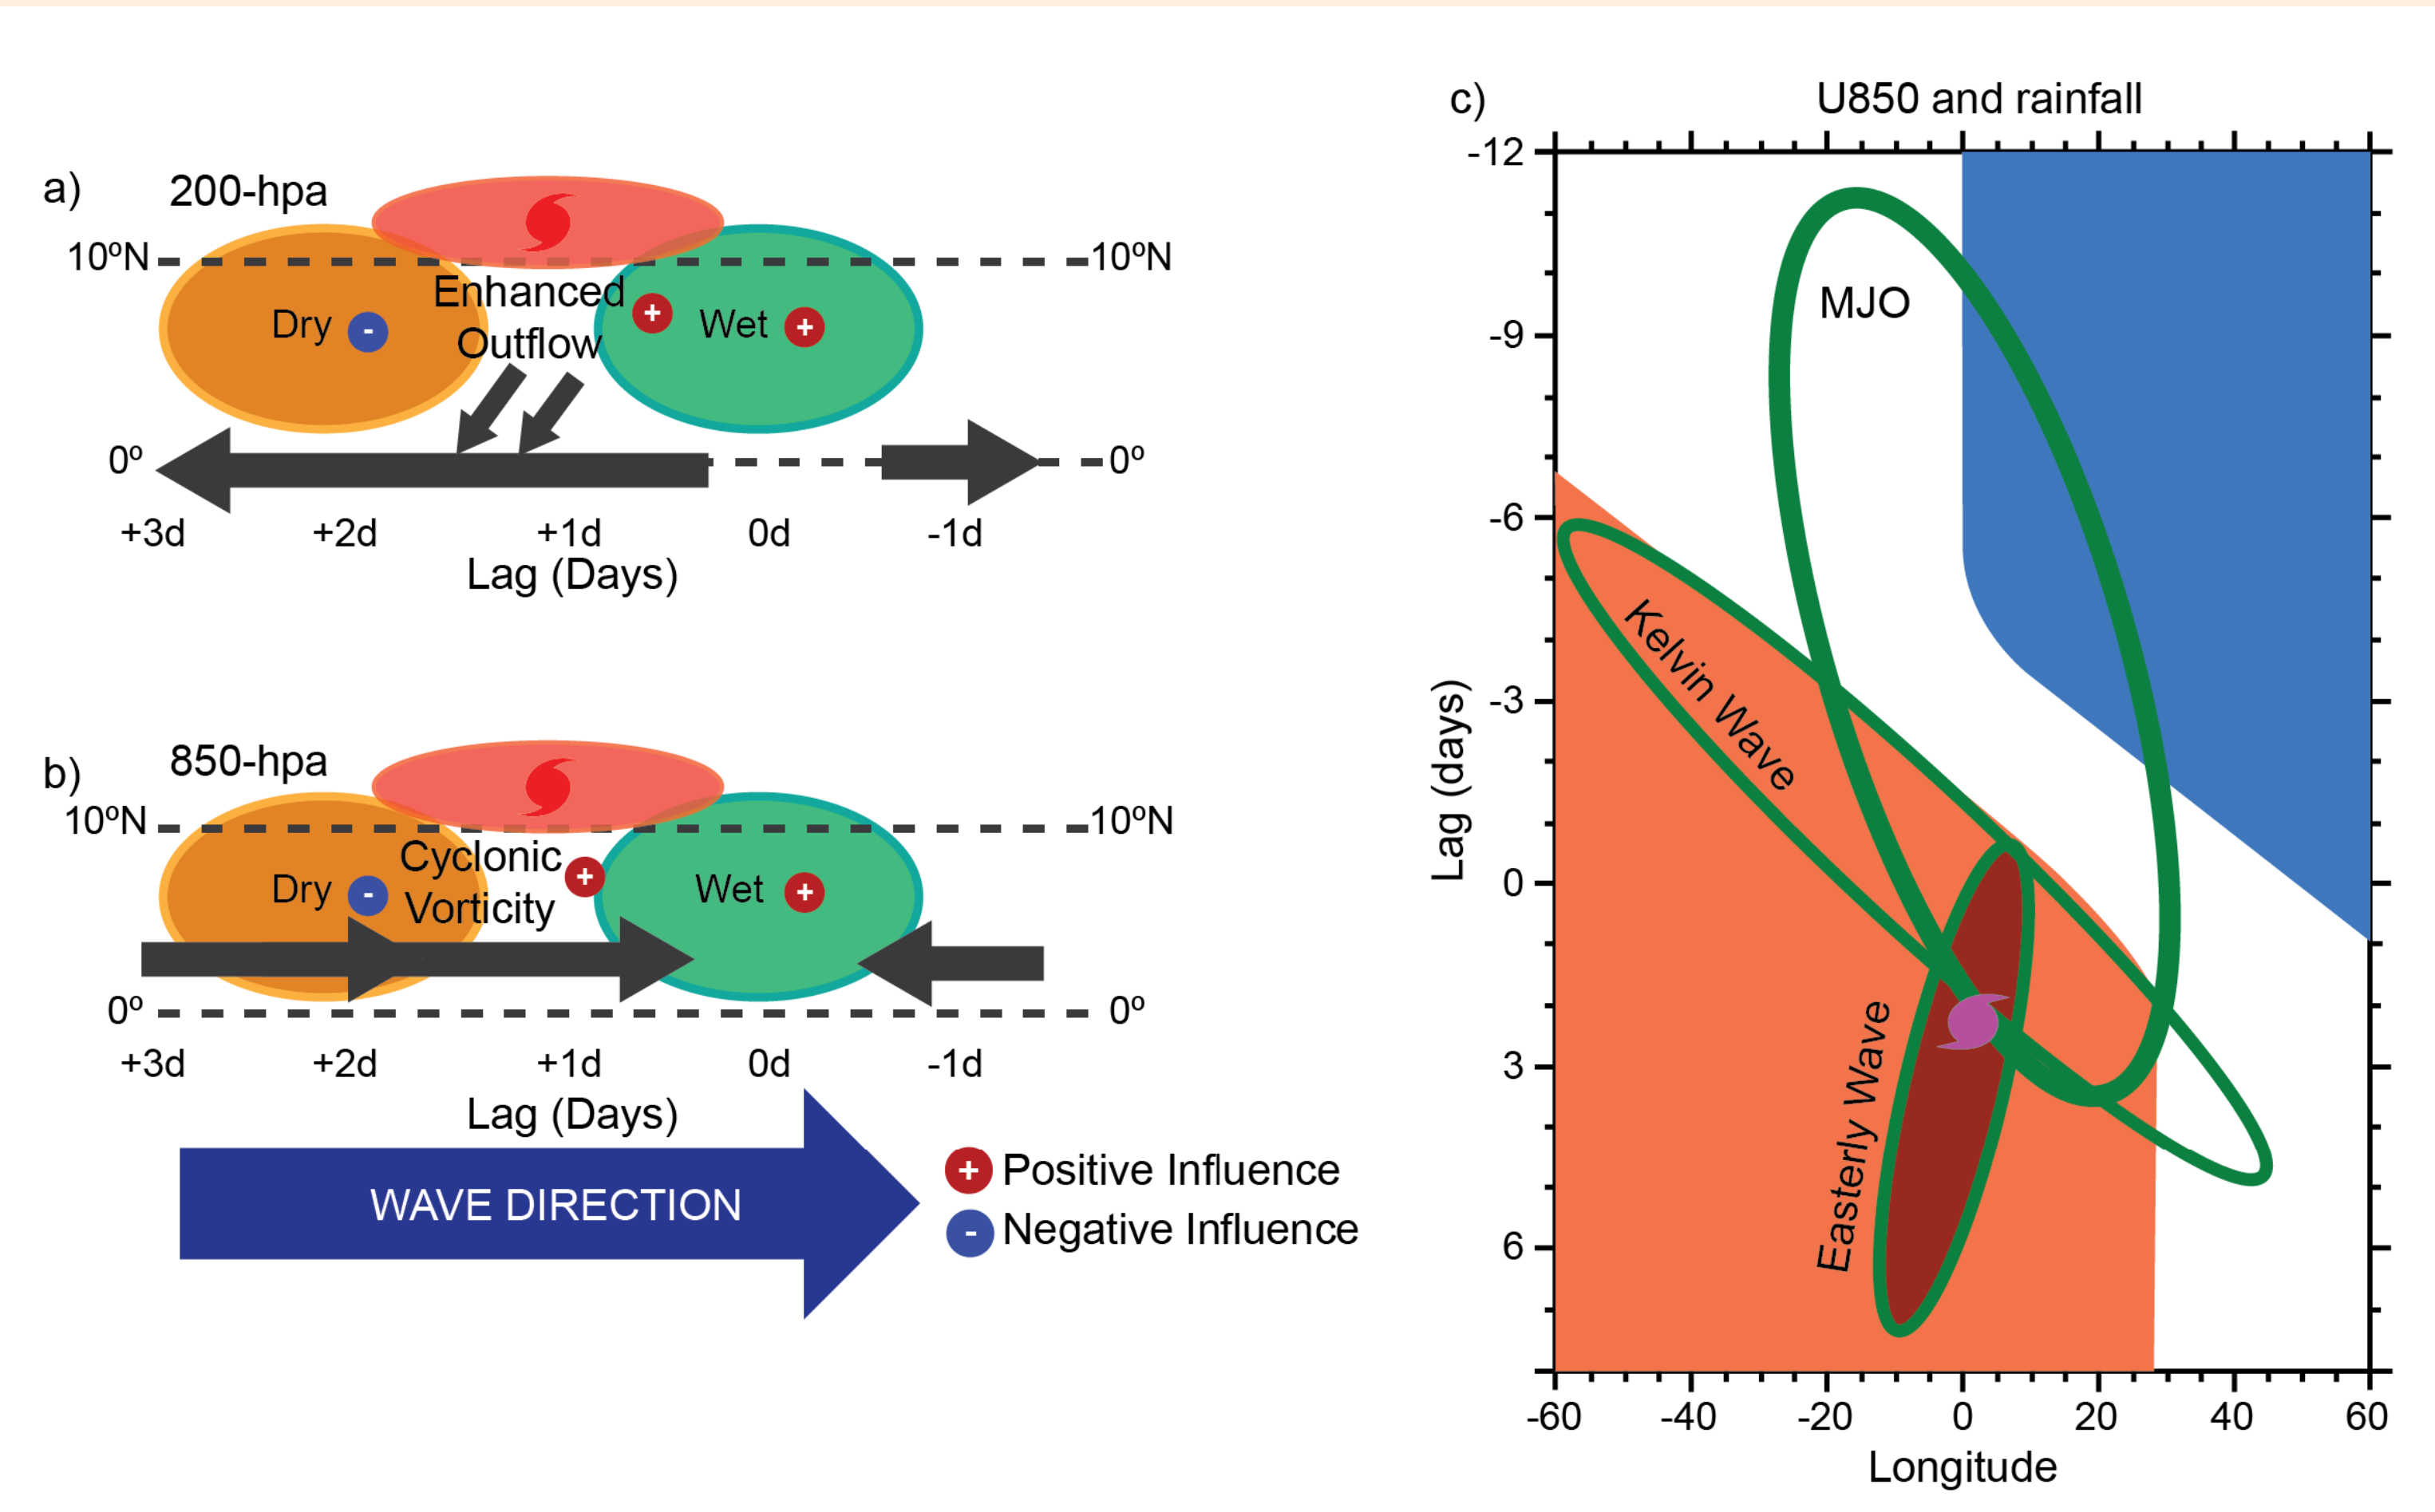 a)
200-hpa
10ºN
10ºN
Enhanced
Outflow
Dry
-
+
Wet
+
0º
0º
+3d
+2d
+1d
0d
-1d
Lag (Days)
b)
850-hpa
10ºN
10ºN
Cyclonic
Vorticity
Dry
-
+
Wet
+
0º
0º
+3d
+2d
+1d
0d
-1d
Lag (Days)
WAVE DIRECTION
+ Positive Influence
- Negative Influence
c)
U850 and rainfall
-12
-9
-6
-3
0
3
6
Lag (days)
MJO
Kelvin Wave
Easterly Wave
-60
-40
-20
0
20
40
60
Longitude